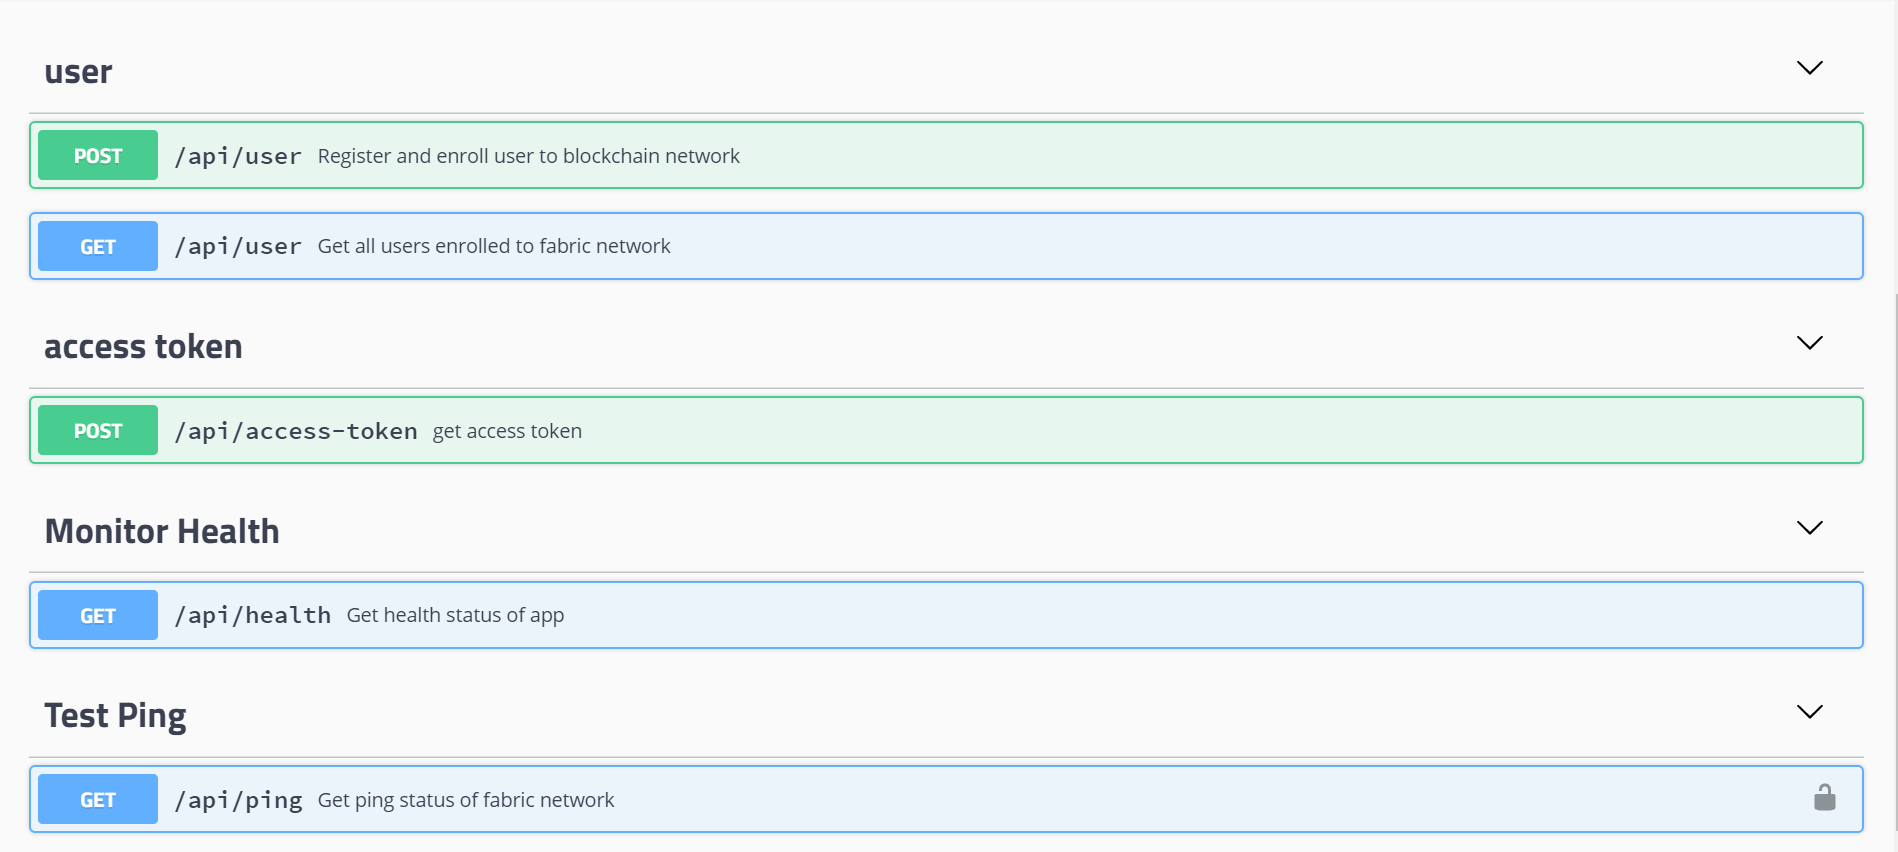 user
POST /api/user Register and enroll user to blockchain network
GET /api/user Get all users enrolled to fabric network
access token
POST /api/access-token get access token
Monitor Health
GET /api/health Get health status of app
Test Ping
GET /api/ping Get ping status of fabric network